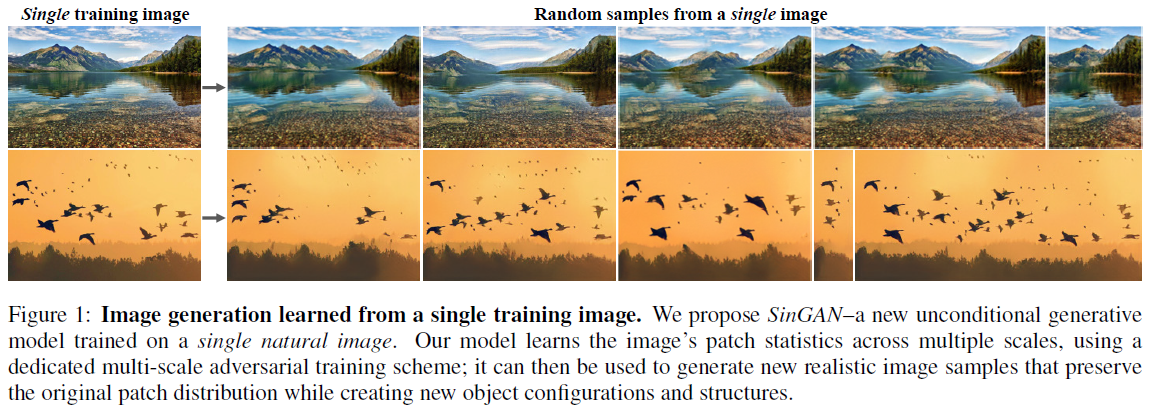 Single training image
Random samples from a single image
Figure 1: Image generation learned from a single training image. We propose SinGAN–a new unconditional generative
model trained on a single natural image. Our model learns the image's patch statistics across multiple scales, using a
dedicated multi-scale adversarial training scheme; it can then be used to generate new realistic image samples that preserve
the original patch distribution while creating new object configurations and structures.